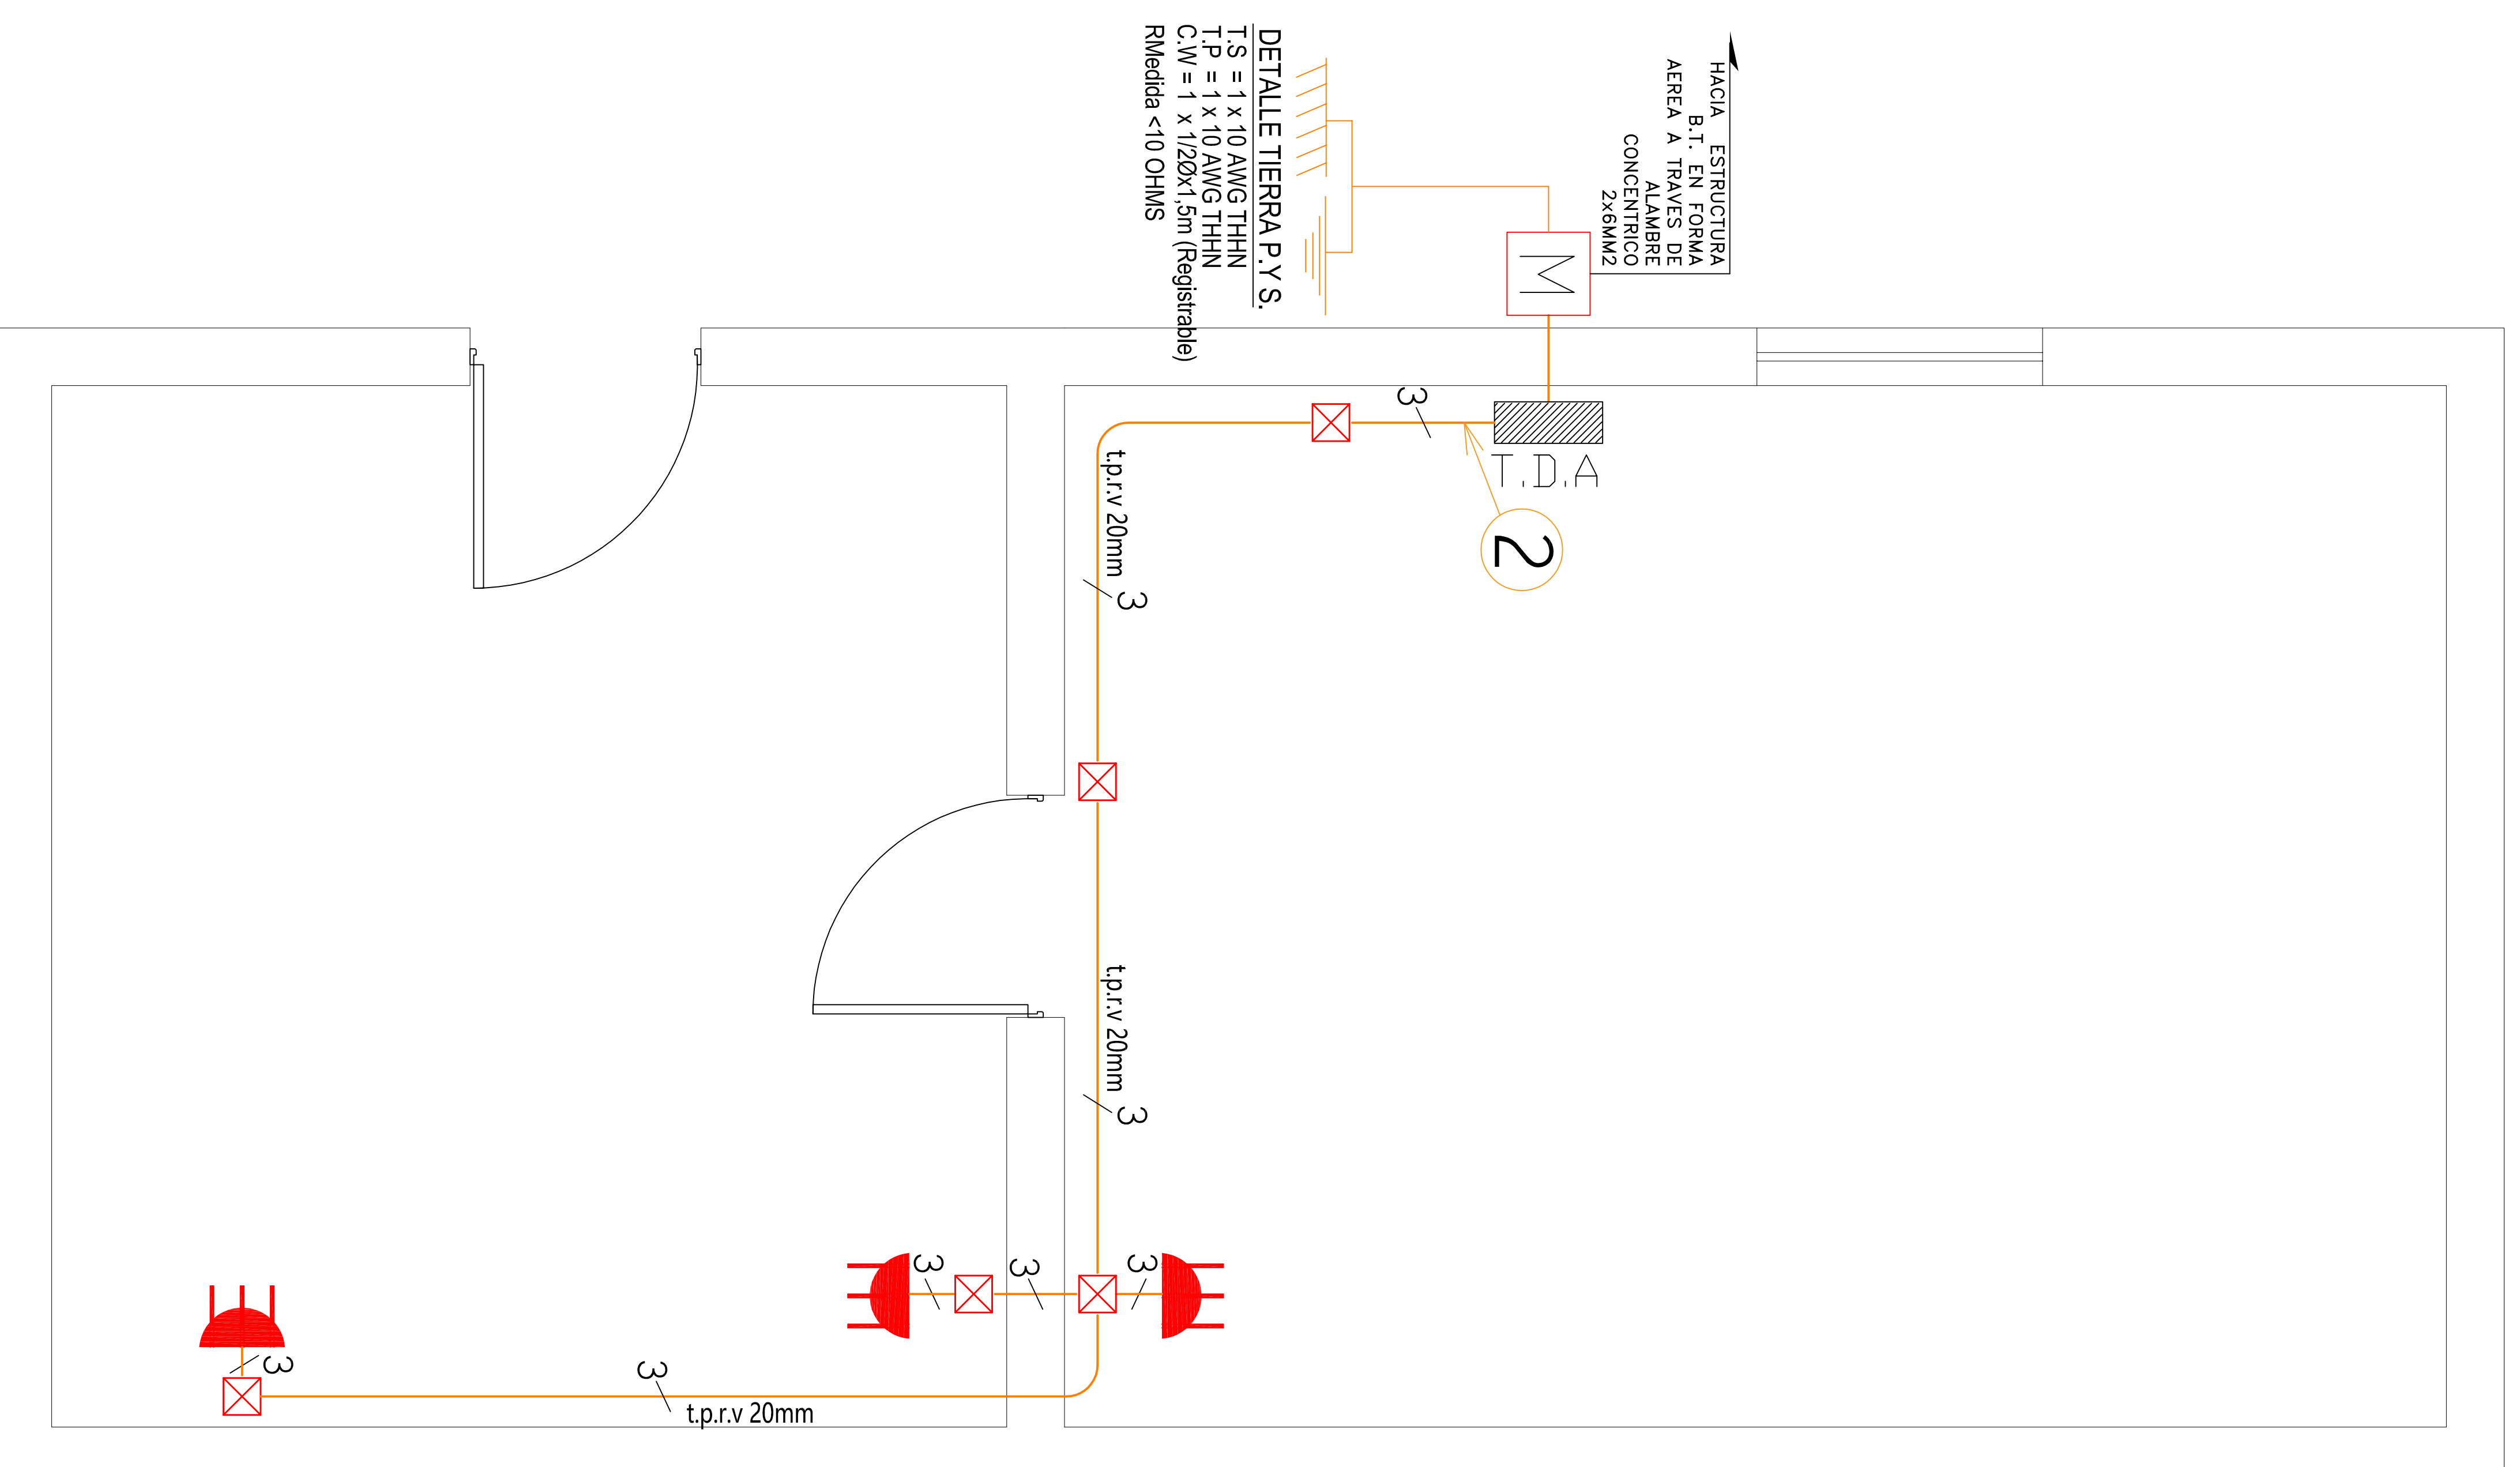 HACIA ESTRUCTURA
B.T. EN FORMA
AEREA A TRAVES DE
ALAMBRE
CONCENTRICO
2x6MM2
DETALLE TIERRA P.Y S.
T.S = 1 x 10 AWG THHN
T.P = 1 x 10 AWG THHN
C.W = 1 x 1/2Øx1,5m (Registrable)
RMedida <10 OHMS
M
3
T.D.A
2
t.p.r.v 20mm
3
t.p.r.v 20mm
3
3
3
3
3
3
t.p.r.v 20mm